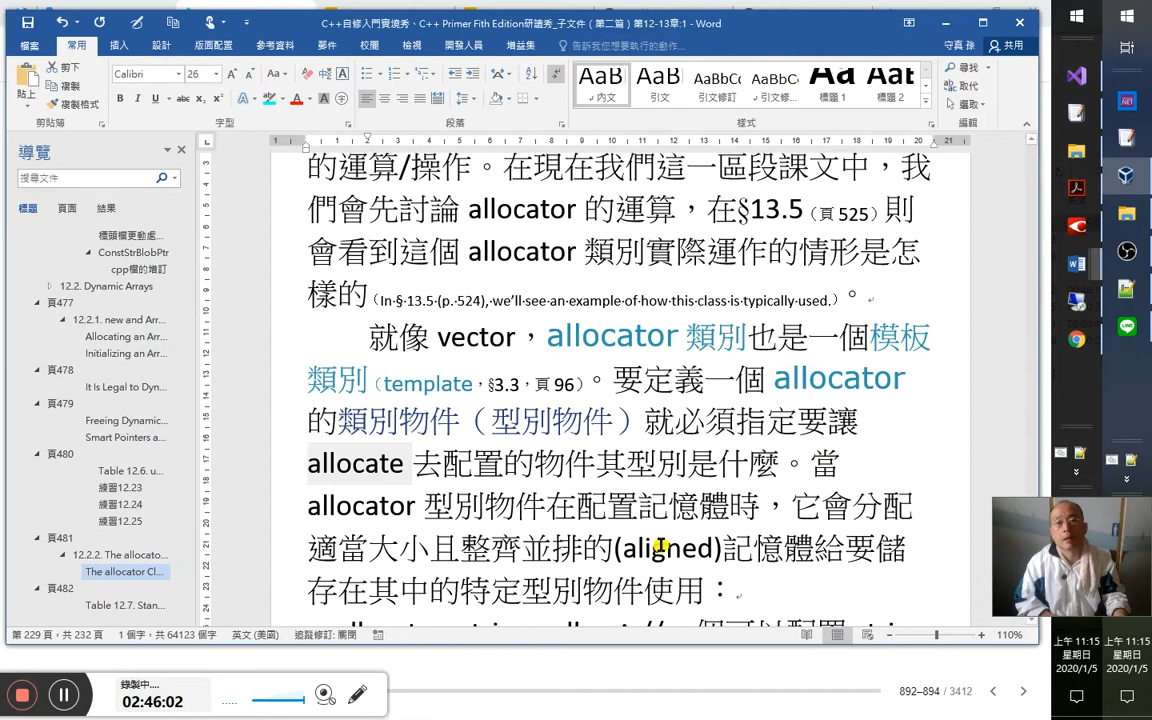 C++自修入門實境秀、C++ Primer Fith Edition研讀秀_子文件（第二篇）第12-13章:1 - Word
檔案 常用 插入 設計 版面配置 參考資料 郵件 校閱 檢視 開發人員 增益集 告訴我您想要執行的動作... 守真 孫 共用
貼上 剪下 複製 複製格式
Calibri 26
AaB AaB AaBbCc AaBbCc Aa Aat
內文 引文 引文修訂 引文修... 標題 1 標題 2
尋找 取代 選取
剪貼簿 字型 段落 樣式 編輯
導覽
搜尋文件
標題 頁面 結果
標頭檔更動處...
ConstStrBlobPtr
cpp檔的增訂
12.2. Dynamic Arrays
頁477
12.2.1. new and Arr...
Allocating an Arr...
Initializing an Arr...
頁478
It Is Legal to Dyn...
頁479
Freeing Dynamic...
Smart Pointers a...
頁480
Table 12.6. u...
練習12.23
練習12.24
練習12.25
頁481
12.2.2. The allocato...
The allocator Cl...
頁482
Table 12.7. Stan...
的運算/操作。在現在我們這一區段課文中，我
們會先討論 allocator 的運算，在§13.5（頁 525）則
會看到這個 allocator 類別實際運作的情形是怎
樣的（In § 13.5 (p. 524), we'll see an example of how this class is typically used.）。
就像 vector，allocator 類別也是一個模板
類別（template，§3.3，頁 96）。要定義一個 allocator
的類別物件（型別物件）就必須指定要讓
allocate 去配置的物件其型別是什麼。當
allocator 型別物件在配置記憶體時，它會分配
適當大小且整齊並排的(aligned)記憶體給要儲
存在其中的特定型別物件使用：
第 229 頁，共 232 頁 1 個字，共 64123 個字 英文 (美國) 追蹤修訂: 關閉 110%
錄製中....
02:46:02
892–894 / 3412
上午 11:15 上午 11:15
星期日 星期日
2020/1/5 2020/1/5